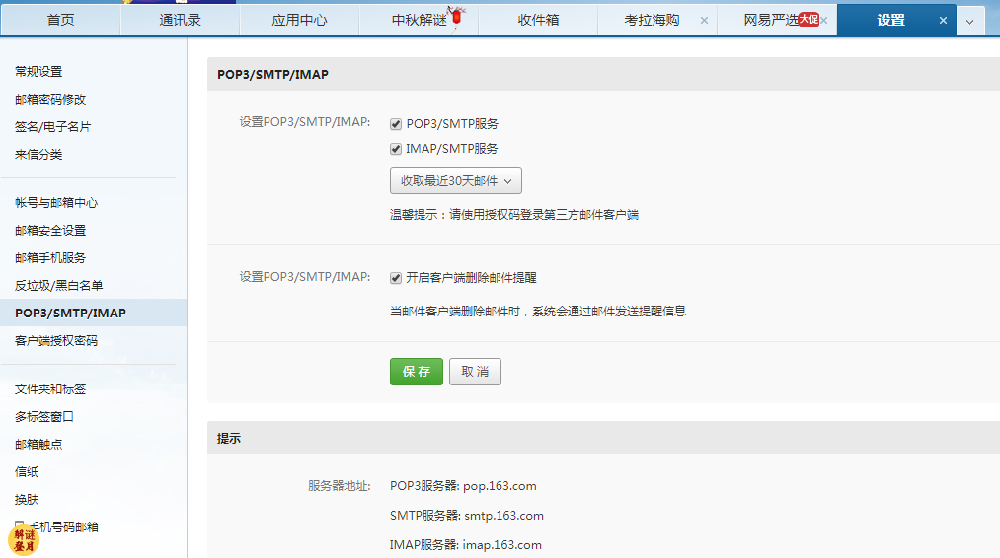 首页 通讯录 应用中心 中秋解谜 收件箱 考拉海购 网易严选 大促 设置
常规设置
邮箱密码修改
签名/电子名片
来信分类
帐号与邮箱中心
邮箱安全设置
邮箱手机服务
反垃圾/黑白名单
POP3/SMTP/IMAP
客户端授权密码
文件夹和标签
多标签窗口
邮箱触点
信纸
换肤
手机号码邮箱
解谜
登月
POP3/SMTP/IMAP
设置POP3/SMTP/IMAP: POP3/SMTP服务
IMAP/SMTP服务
收取最近30天邮件
温馨提示：请使用授权码登录第三方邮件客户端
设置POP3/SMTP/IMAP: 开启客户端删除邮件提醒
当邮件客户端删除邮件时，系统会通过邮件发送提醒信息
保 存 取 消
提示
服务器地址: POP3服务器: pop.163.com
SMTP服务器: smtp.163.com
IMAP服务器: imap.163.com